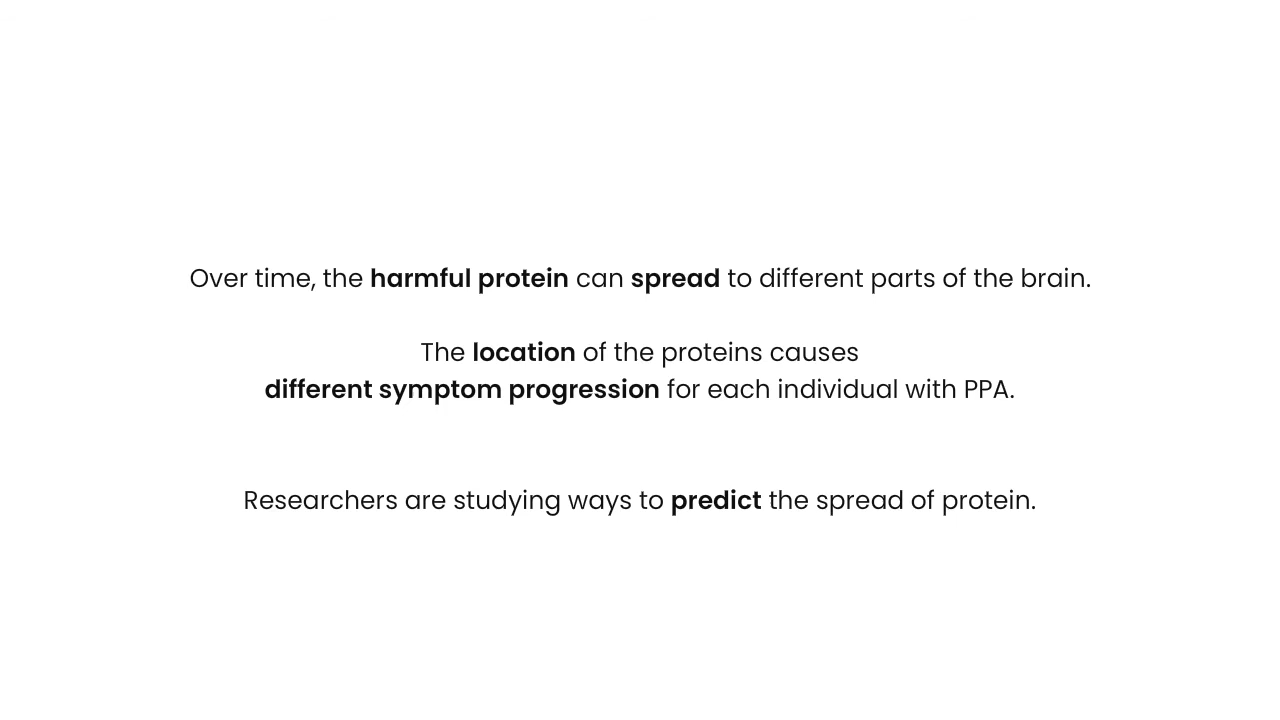 Over time, the harmful protein can spread to different parts of the brain.
The location of the proteins causes
different symptom progression for each individual with PPA.
Researchers are studying ways to predict the spread of protein.